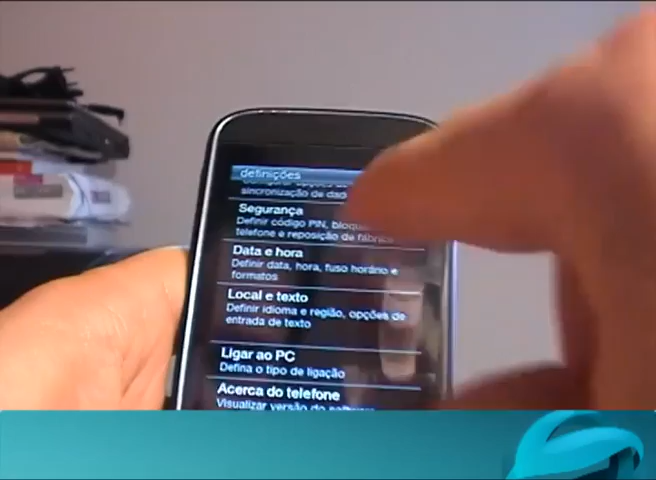 definições
sincronização de dad
Segurança
Definir código PIN, bloqu
telefone e reposição de fábrica
Data e hora
Definir data, hora, fuso horário e
formatos
Local e texto
Definir idioma e região, opções de
entrada de texto
Ligar ao PC
Defina o tipo de ligação
Acerca do telefone
Visualizar versão do